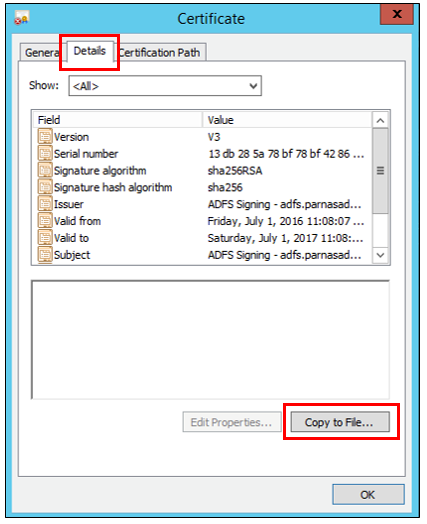 Certificate
x
General Details Certification Path
Show: <All>
Field Value
Version V3
Serial number 13 db 28 5a 78 bf 78 bf 42 86 ...
Signature algorithm sha256RSA
Signature hash algorithm sha256
Issuer ADFS Signing - adfs.parnasad...
Valid from Friday, July 1, 2016 11:08:07 ...
Valid to Saturday, July 1, 2017 11:08:...
Subject ADFS Signing - adfs.parnasad...
Edit Properties... Copy to File...
OK